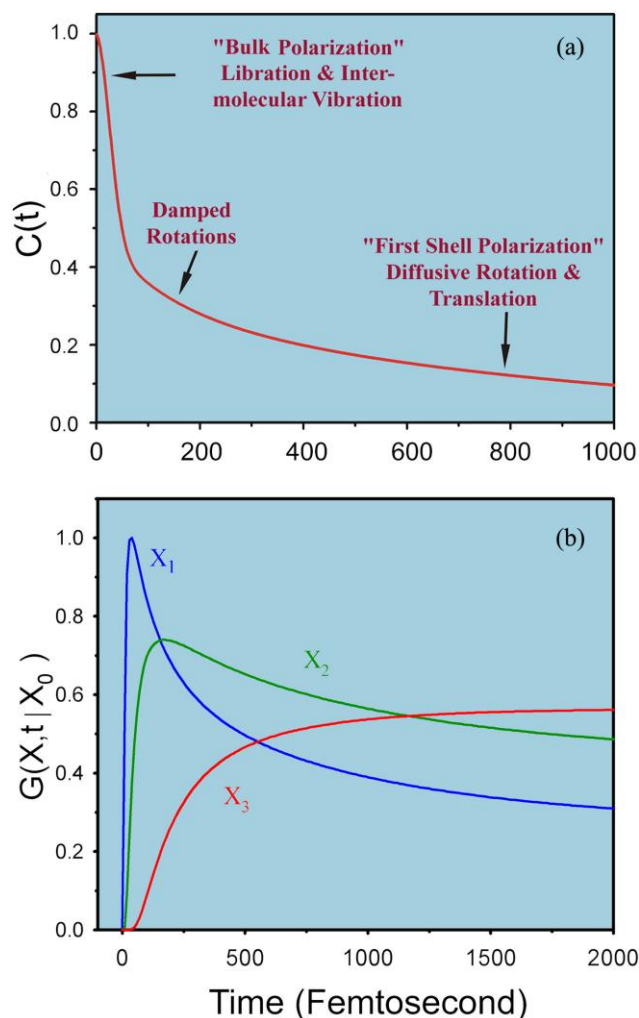 (a)
"Bulk Polarization"
Libration & Inter-
molecular Vibration
Damped
Rotations
"First Shell Polarization"
Diffusive Rotation &
Translation
C(t)
1.0
0.8
0.6
0.4
0.2
0.0
0 200 400 600 800 1000
(b)
X₁
X₂
X₃
G(X,t|X₀)
1.0
0.8
0.6
0.4
0.2
0.0
0 500 1000 1500 2000
Time (Femtosecond)